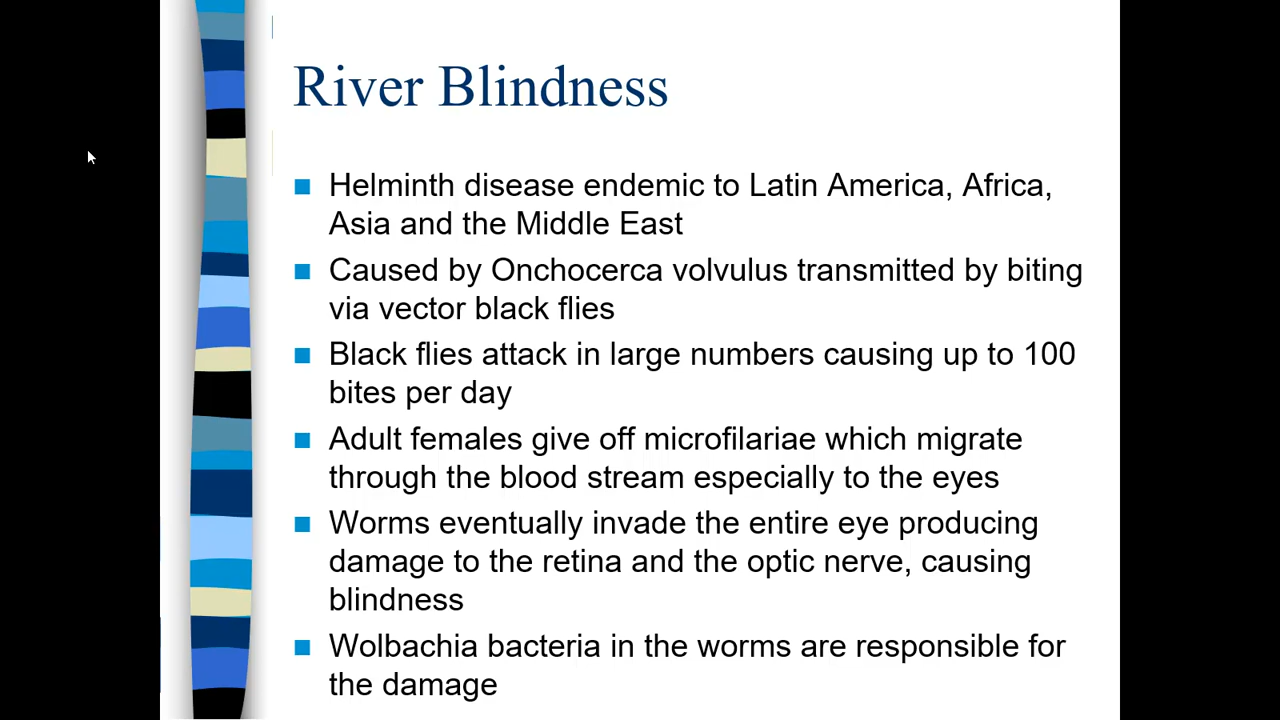 River Blindness
Helminth disease endemic to Latin America, Africa,
Asia and the Middle East
Caused by Onchocerca volvulus transmitted by biting
via vector black flies
Black flies attack in large numbers causing up to 100
bites per day
Adult females give off microfilariae which migrate
through the blood stream especially to the eyes
Worms eventually invade the entire eye producing
damage to the retina and the optic nerve, causing
blindness
Wolbachia bacteria in the worms are responsible for
the damage